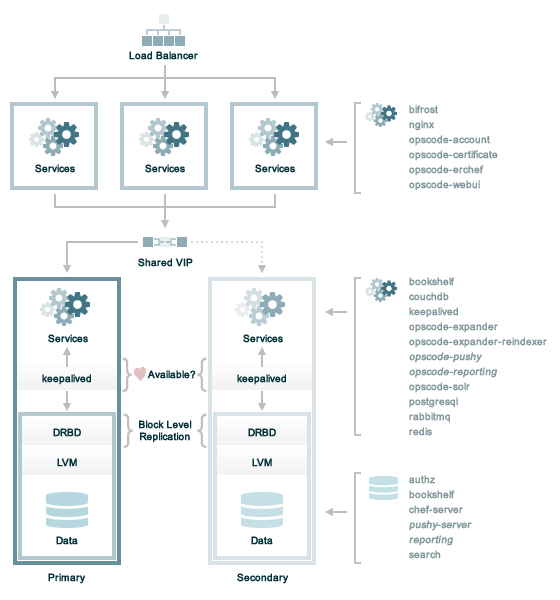 Load Balancer
Services
Services
Services
bifrost
nginx
opscode-account
opscode-certificate
opscode-erchef
opscode-webui
Shared VIP
Services
Services
keepalived
Available?
keepalived
bookshelf
couchdb
keepalived
opscode-expander
opscode-expander-reindexer
opscode-pushy
opscode-reporting
opscode-solr
postgresql
rabbitmq
redis
DRBD
Block Level
Replication
DRBD
LVM
LVM
Data
Data
authz
bookshelf
chef-server
pushy-server
reporting
search
Primary
Secondary